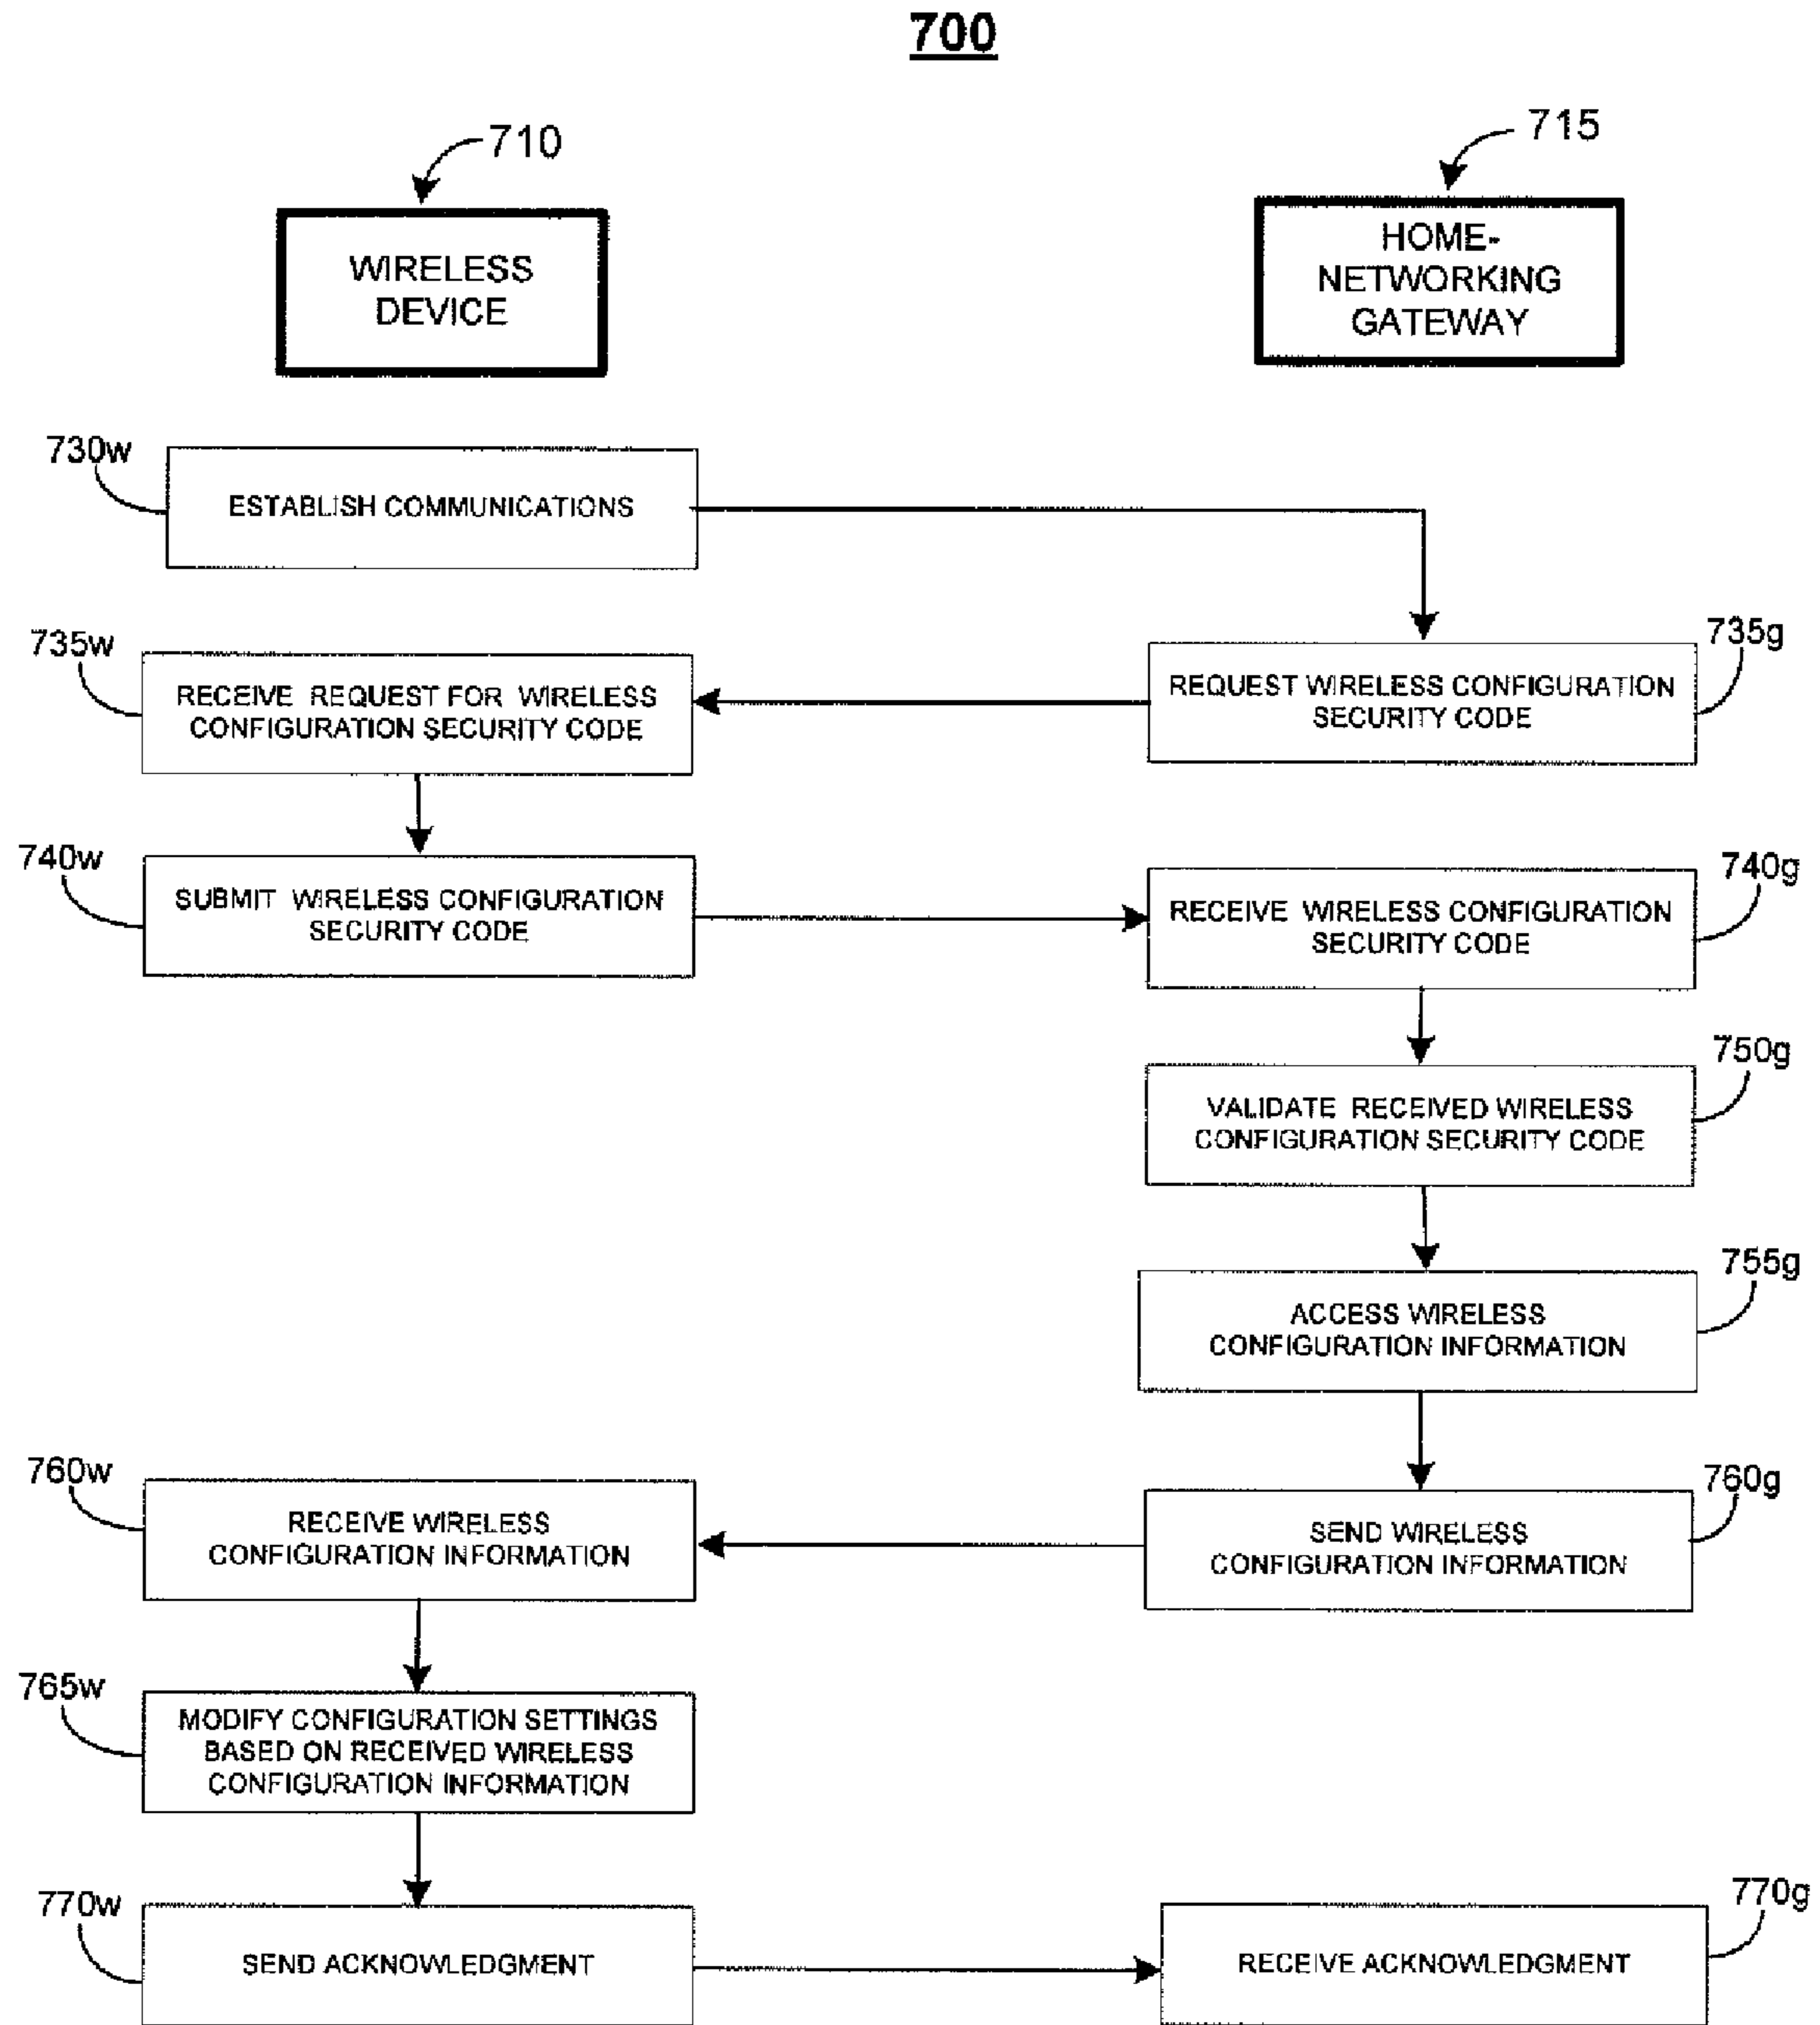 700
710
715
WIRELESS
DEVICE
HOME-
NETWORKING
GATEWAY
730w
ESTABLISH COMMUNICATIONS
735w
RECEIVE REQUEST FOR WIRELESS
CONFIGURATION SECURITY CODE
735g
REQUEST WIRELESS CONFIGURATION
SECURITY CODE
740w
SUBMIT WIRELESS CONFIGURATION
SECURITY CODE
740g
RECEIVE WIRELESS CONFIGURATION
SECURITY CODE
750g
VALIDATE RECEIVED WIRELESS
CONFIGURATION SECURITY CODE
755g
ACCESS WIRELESS
CONFIGURATION INFORMATION
760w
RECEIVE WIRELESS
CONFIGURATION INFORMATION
760g
SEND WIRELESS
CONFIGURATION INFORMATION
765w
MODIFY CONFIGURATION SETTINGS
BASED ON RECEIVED WIRELESS
CONFIGURATION INFORMATION
770w
SEND ACKNOWLEDGMENT
770g
RECEIVE ACKNOWLEDGMENT